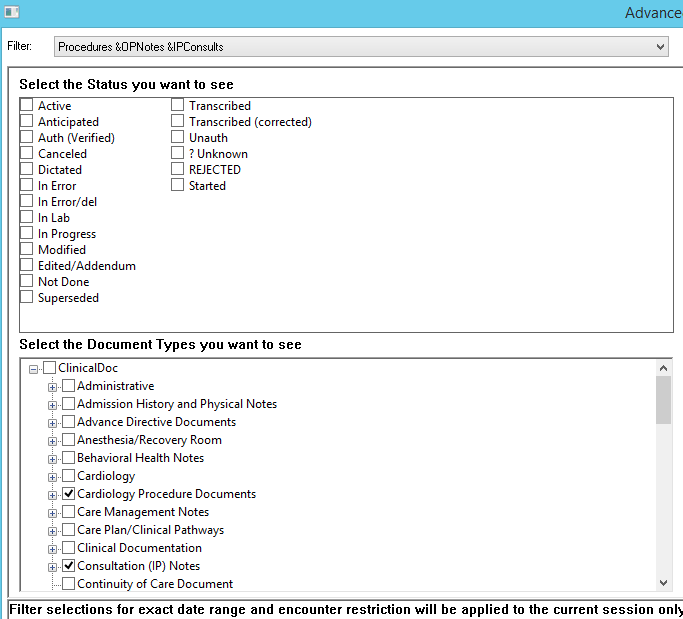 Advance
Filter: Procedures &OPNotes &IPConsults
Select the Status you want to see
Active
Anticipated
Auth (Verified)
Canceled
Dictated
In Error
In Error/del
In Lab
In Progress
Modified
Edited/Addendum
Not Done
Superseded
Transcribed
Transcribed (corrected)
Unauth
? Unknown
REJECTED
Started
Select the Document Types you want to see
ClinicalDoc
Administrative
Admission History and Physical Notes
Advance Directive Documents
Anesthesia/Recovery Room
Behavioral Health Notes
Cardiology
Cardiology Procedure Documents
Care Management Notes
Care Plan/Clinical Pathways
Clinical Documentation
Consultation (IP) Notes
Continuity of Care Document
Filter selections for exact date range and encounter restriction will be applied to the current session only